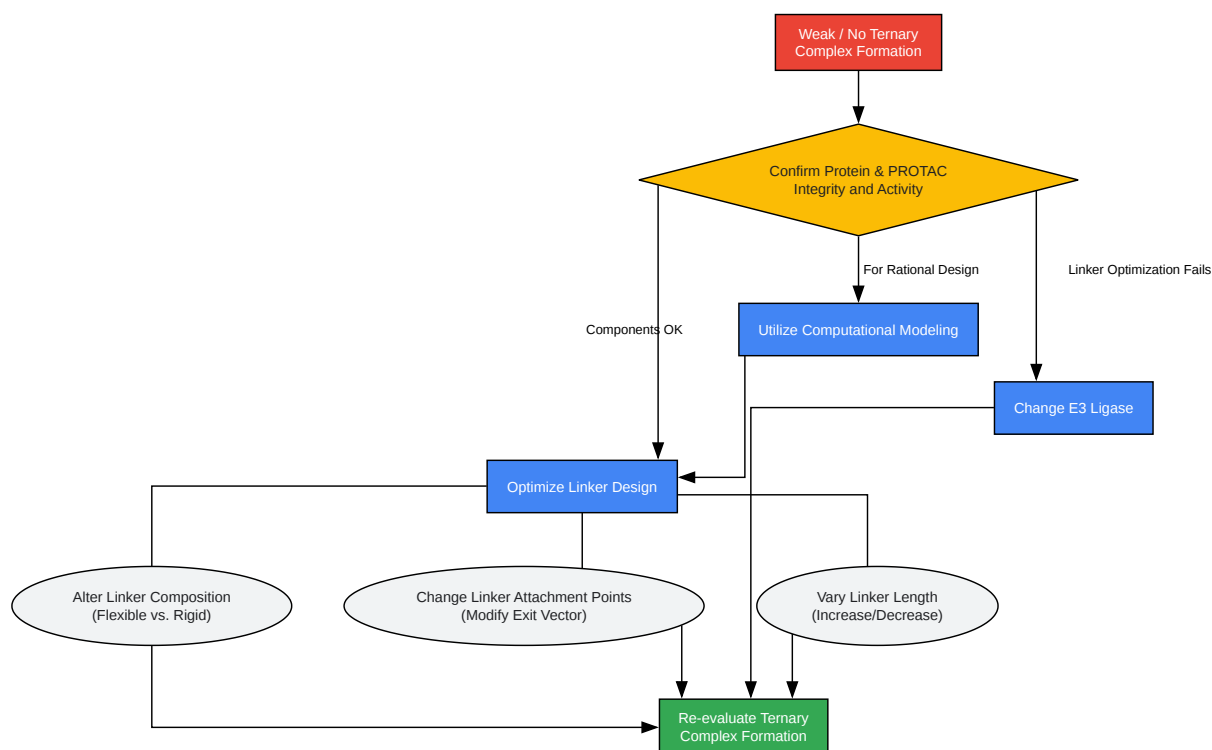 Weak / No Ternary
Complex Formation
Confirm Protein & PROTAC
Integrity and Activity
For Rational Design
Linker Optimization Fails
Components OK
Utilize Computational Modeling
Change E3 Ligase
Optimize Linker Design
Alter Linker Composition
(Flexible vs. Rigid)
Change Linker Attachment Points
(Modify Exit Vector)
Vary Linker Length
(Increase/Decrease)
Re-evaluate Ternary
Complex Formation